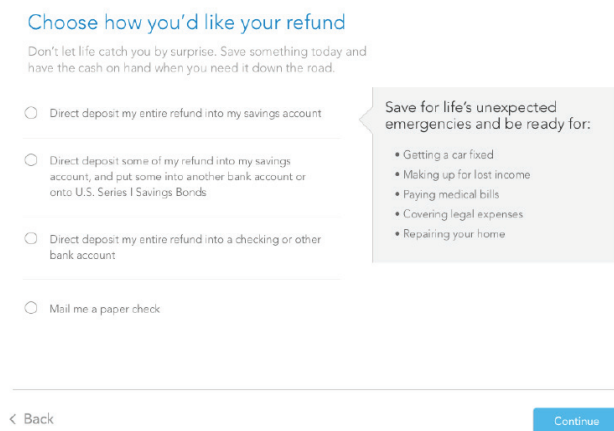 Choose how you'd like your refund
Don't let life catch you by surprise. Save something today and
have the cash on hand when you need it down the road.
Direct deposit my entire refund into my savings account
Direct deposit some of my refund into my savings
account, and put some into another bank account or
onto U.S. Series I Savings Bonds
Direct deposit my entire refund into a checking or other
bank account
Mail me a paper check
Save for life's unexpected
emergencies and be ready for:
• Getting a car fixed
• Making up for lost income
• Paying medical bills
• Covering legal expenses
• Repairing your home
< Back
Continue